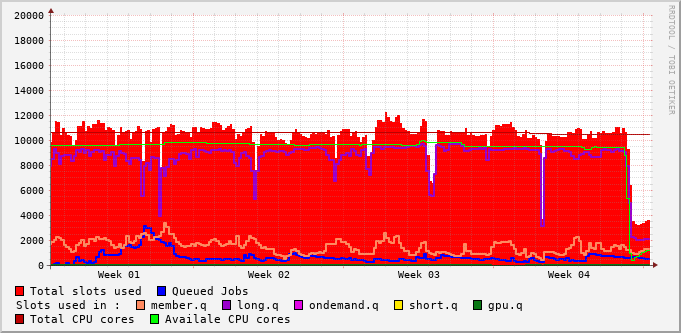 RRDTOOL / TOBI OETIKER
20000
18000
16000
14000
12000
10000
8000
6000
4000
2000
0
Week 01 Week 02 Week 03 Week 04
Total slots used Queued Jobs
Slots used in : member.q long.q ondemand.q short.q gpu.q
Total CPU cores Availale CPU cores